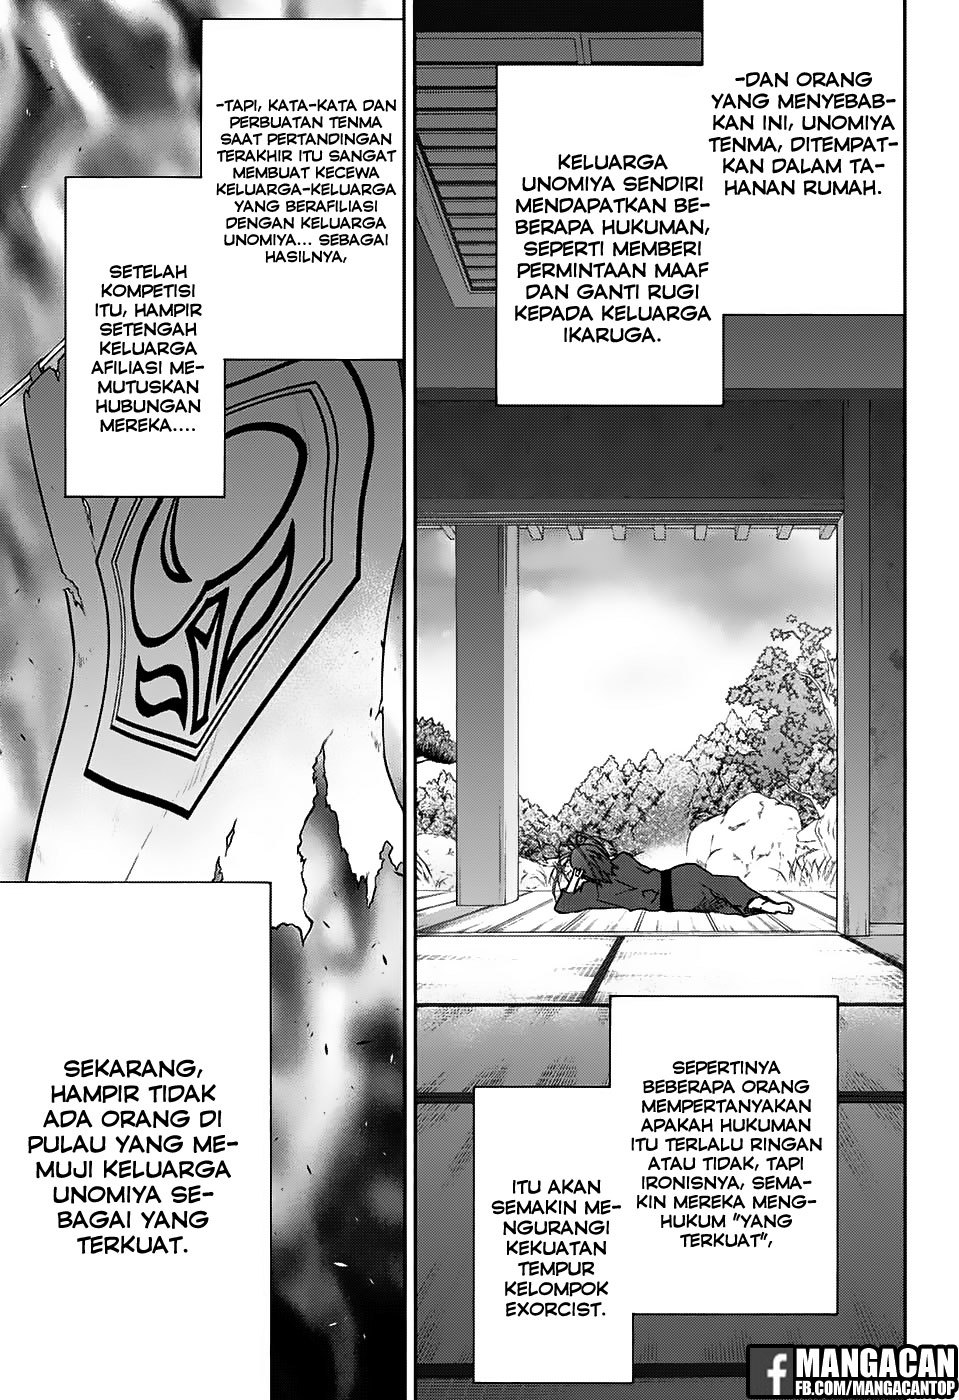 -DAN ORANG
YANG MENYEBAB-
KAN INI, UNOMIYA
TENMA, DITEMPAT-
KAN DALAM TA-
HANAN RUMAH.
KELUARGA
UNOMIYA SENDIRI
MENDAPATKAN BE-
BERAPA HUKUMAN,
SEPERTI MEMBERI
PERMINTAAN MAAF
DAN GANTI RUGI
KEPADA KELUARGA
IKARUGA.
SEPERTINYA
BEBERAPA ORANG
MEMPERTANYAKAN
APAKAH HUKUMAN
ITU TERLALU RINGAN
ATAU TIDAK, TAPI
IRONISNYA, SEMA-
KIN MEREKA MENG-
HUKUM "YANG
TERKUAT",
ITU AKAN
SEMAKIN ME-
NGURANGI
KEKUATAN
TEMPUR
KELOMPOK
EXORCIST.
-TAPI, KATA-KATA DAN
PERBUATAN TENMA
SAAT PERTANDINGAN
TERAKHIR ITU SANGAT
MEMBUAT KECEWA
KELUARGA-KELUARGA
YANG BERAFILIASI
DENGAN KELUARGA
UNOMIYA... SEBAGAI
HASILNYA,
SETELAH
KOMPETISI
ITU, HAMPIR
SETENGAH
KELUARGA
AFILIASI ME-
MUTUSKAN
HUBUNGAN
MEREKA....
SEKARANG,
HAMPIR TIDAK
ADA ORANG DI
PULAU YANG ME-
MUJI KELUARGA
UNOMIYA SE-
BAGAI YANG
TERKUAT.
f MANGACAN
FB.COM/MANGACANTOP